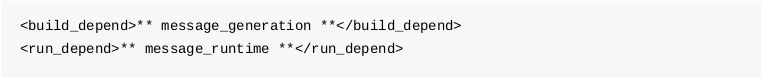 <build_depend>** message_generation **</build_depend>
<run_depend>** message_runtime **</run_depend>